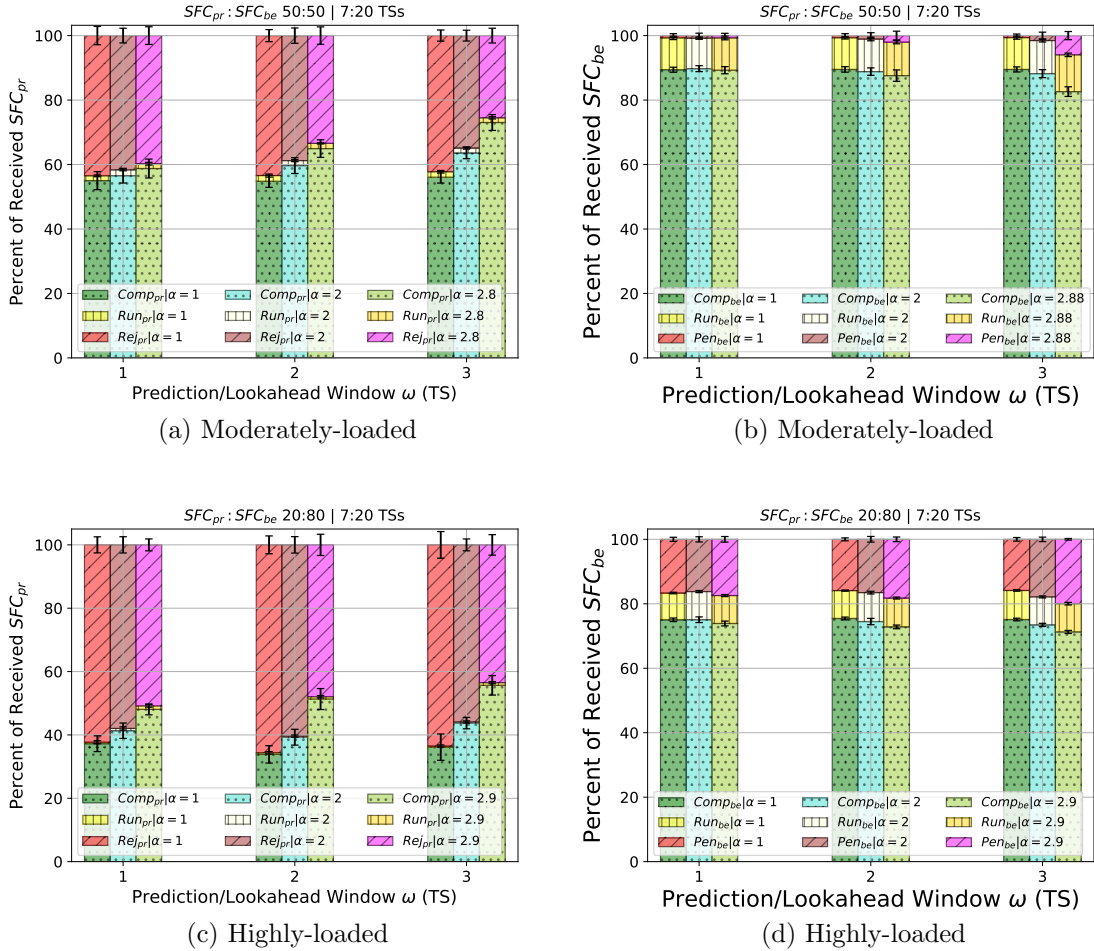 SFC_pr : SFC_be 50:50 | 7:20 TSs
Percent of Received SFC_pr
100
80
60
40
20
0
Comp_pr|α = 1
Comp_pr|α = 2
Comp_pr|α = 2.8
Run_pr|α = 1
Run_pr|α = 2
Run_pr|α = 2.8
Rej_pr|α = 1
Rej_pr|α = 2
Rej_pr|α = 2.8
1 2 3
Prediction/Lookahead Window ω (TS)
(a) Moderately-loaded
SFC_pr : SFC_be 50:50 | 7:20 TSs
Percent of Received SFC_be
100
80
60
40
20
0
Comp_be|α = 1
Comp_be|α = 2
Comp_be|α = 2.88
Run_be|α = 1
Run_be|α = 2
Run_be|α = 2.88
Pen_be|α = 1
Pen_be|α = 2
Pen_be|α = 2.88
1 2 3
Prediction/Lookahead Window ω (TS)
(b) Moderately-loaded
SFC_pr : SFC_be 20:80 | 7:20 TSs
Percent of Received SFC_pr
100
80
60
40
20
0
Comp_pr|α = 1
Comp_pr|α = 2
Comp_pr|α = 2.9
Run_pr|α = 1
Run_pr|α = 2
Run_pr|α = 2.9
Rej_pr|α = 1
Rej_pr|α = 2
Rej_pr|α = 2.9
1 2 3
Prediction/Lookahead Window ω (TS)
(c) Highly-loaded
SFC_pr : SFC_be 20:80 | 7:20 TSs
Percent of Received SFC_be
100
80
60
40
20
0
Comp_be|α = 1
Comp_be|α = 2
Comp_be|α = 2.9
Run_be|α = 1
Run_be|α = 2
Run_be|α = 2.9
Pen_be|α = 1
Pen_be|α = 2
Pen_be|α = 2.9
1 2 3
Prediction/Lookahead Window ω (TS)
(d) Highly-loaded